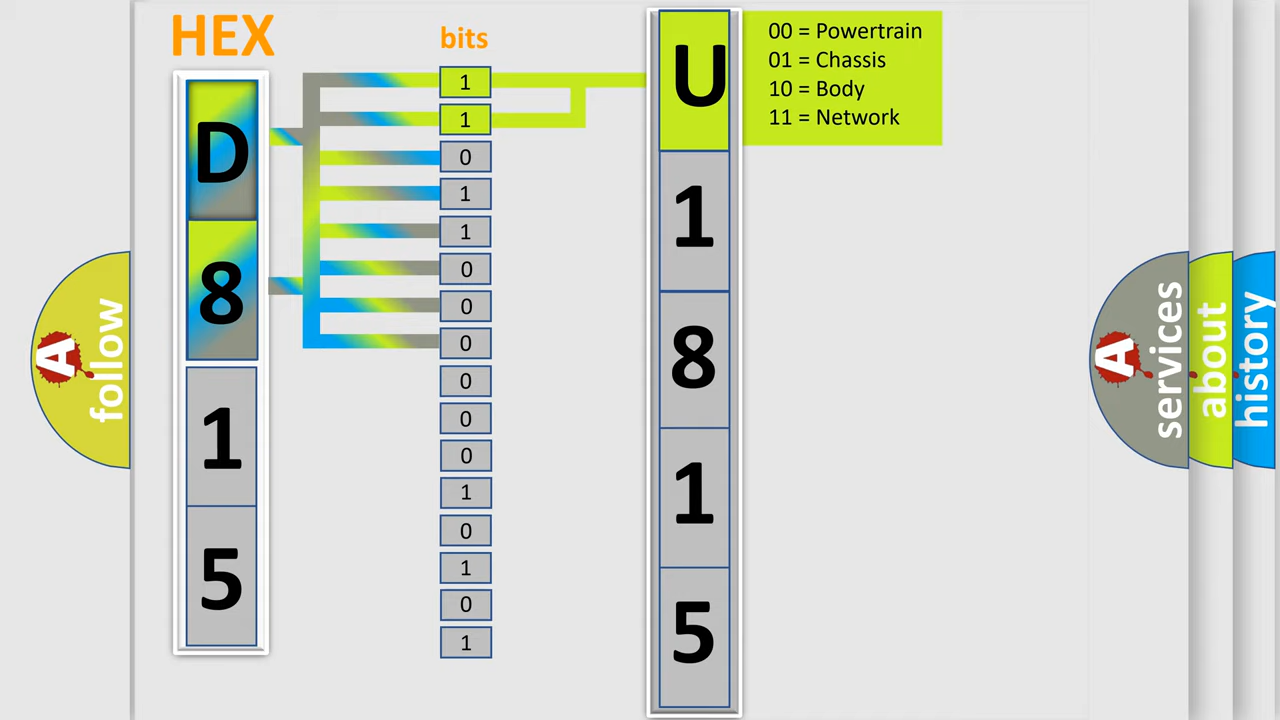 HEX
bits
D
8
1
5
1
1
0
1
1
0
0
0
0
0
0
1
0
1
0
1
U
1
8
1
5
00 = Powertrain
01 = Chassis
10 = Body
11 = Network
A follow
A services
about
history